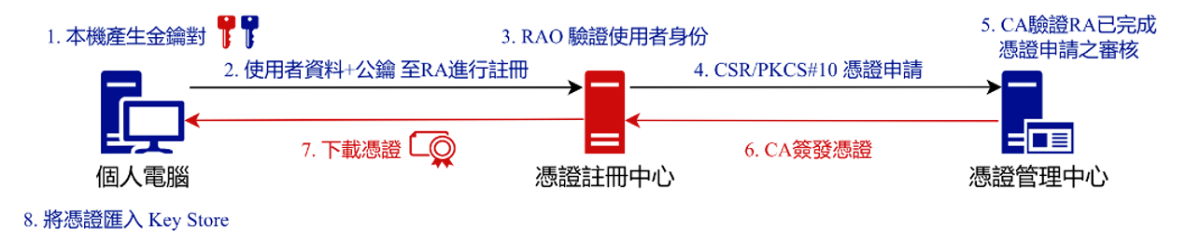 1. 本機產生金鑰對
3. RAO 驗證使用者身份
5. CA驗證RA已完成
憑證申請之審核
2. 使用者資料+公鑰 至RA進行註冊
4. CSR/PKCS#10 憑證申請
7. 下載憑證
6. CA簽發憑證
個人電腦
憑證註冊中心
憑證管理中心
8. 將憑證匯入 Key Store